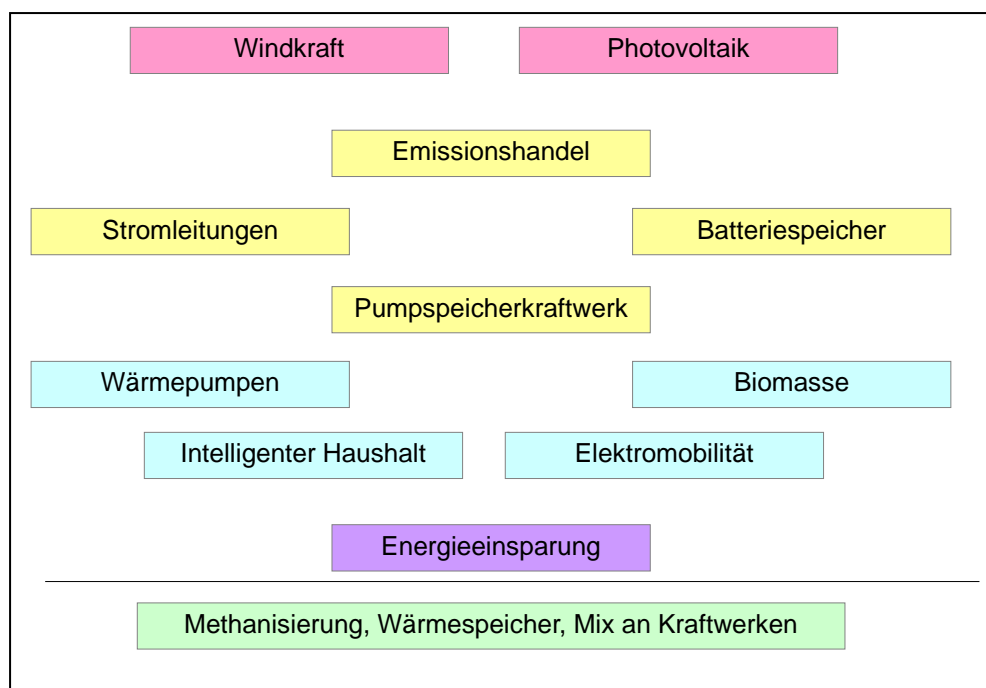 Windkraft
Photovoltaik
Emissionshandel
Stromleitungen
Batteriespeicher
Pumpspeicherkraftwerk
Wärmepumpen
Biomasse
Intelligenter Haushalt
Elektromobilität
Energieeinsparung
Methanisierung, Wärmespeicher, Mix an Kraftwerken